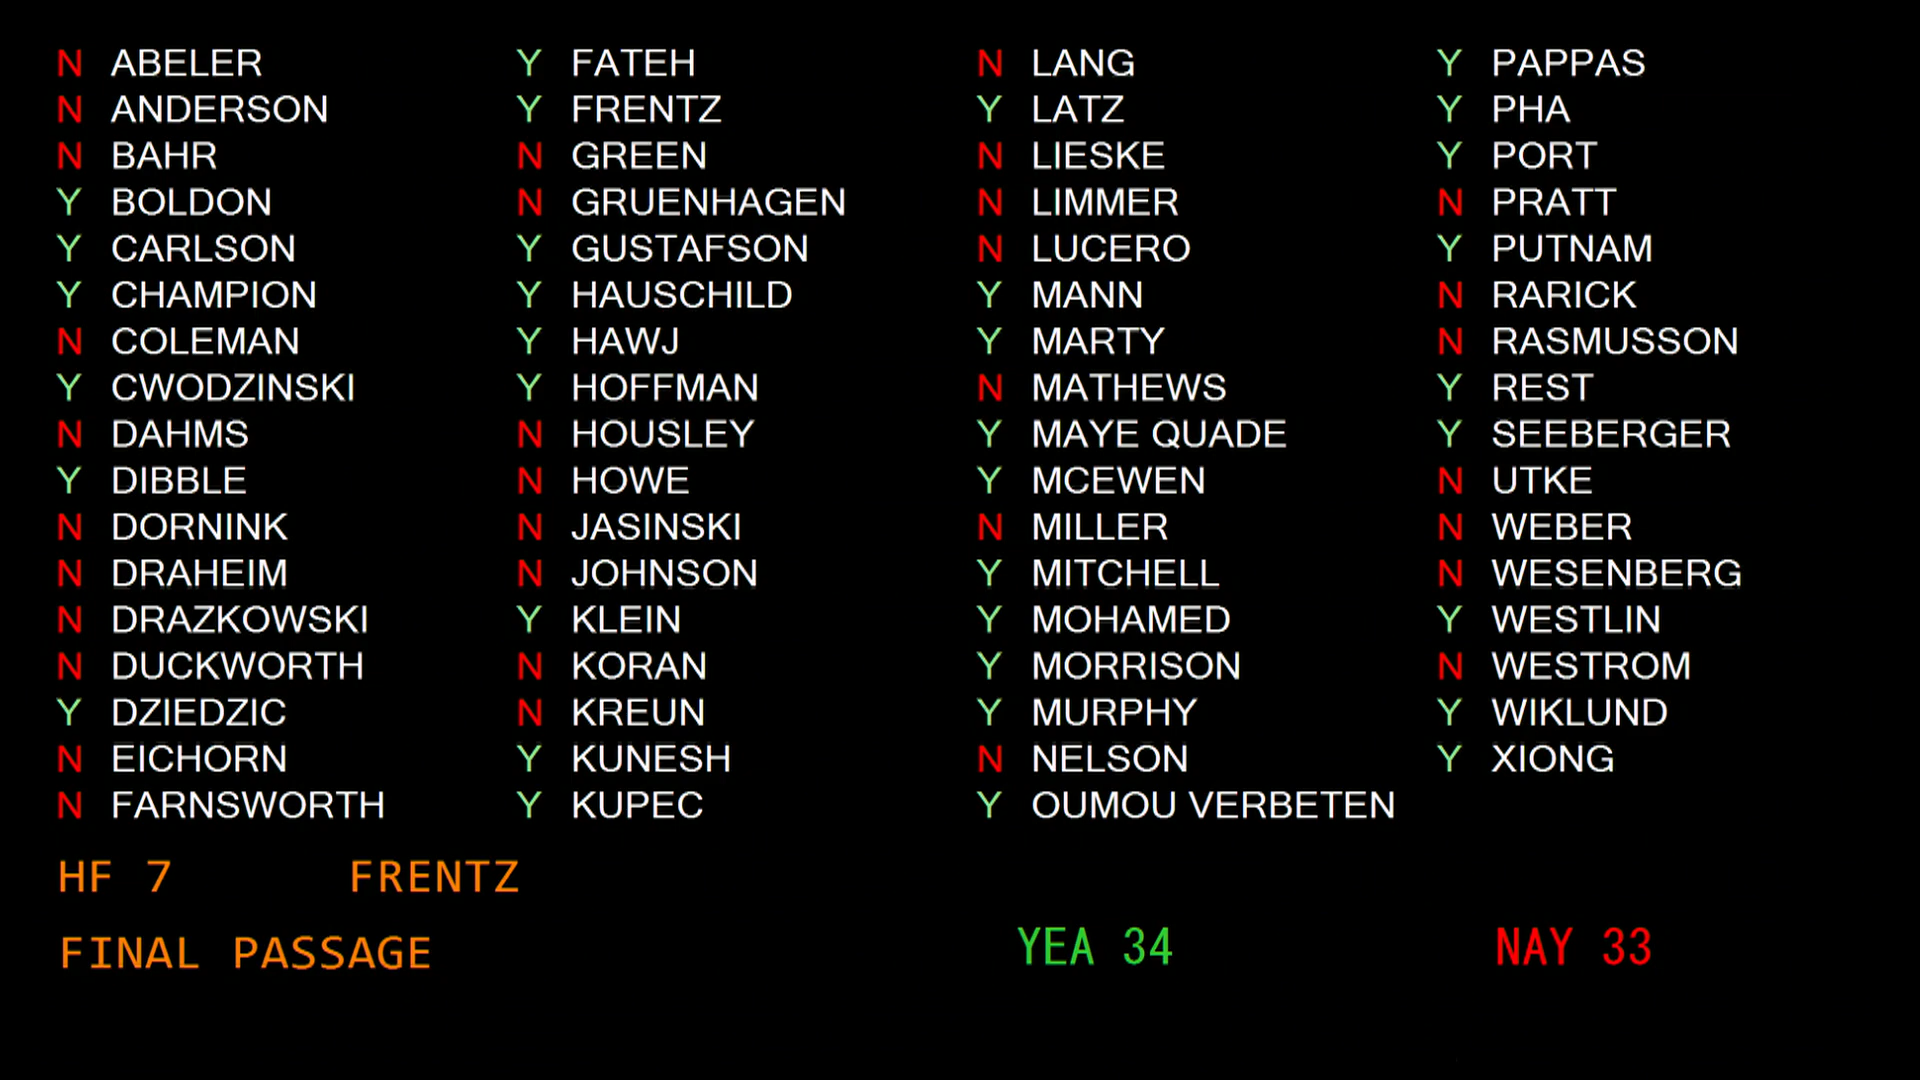 N ABELER
N ANDERSON
N BAHR
Y BOLDON
Y CARLSON
Y CHAMPION
N COLEMAN
Y CWODZINSKI
N DAHMS
Y DIBBLE
N DORNINK
N DRAHEIM
N DRAZKOWSKI
N DUCKWORTH
Y DZIEDZIC
N EICHORN
N FARNSWORTH
Y FATEH
Y FRENTZ
N GREEN
N GRUENHAGEN
Y GUSTAFSON
Y HAUSCHILD
Y HAWJ
Y HOFFMAN
N HOUSLEY
N HOWE
N JASINSKI
N JOHNSON
Y KLEIN
N KORAN
N KREUN
Y KUNESH
Y KUPEC
N LANG
Y LATZ
N LIESKE
N LIMMER
N LUCERO
Y MANN
Y MARTY
N MATHEWS
Y MAYE QUADE
Y MCEWEN
N MILLER
Y MITCHELL
Y MOHAMED
Y MORRISON
Y MURPHY
N NELSON
Y OUMOU VERBETEN
Y PAPPAS
Y PHA
Y PORT
N PRATT
Y PUTNAM
N RARICK
N RASMUSSON
Y REST
Y SEEBERGER
N UTKE
N WEBER
N WESENBERG
Y WESTLIN
N WESTROM
Y WIKLUND
Y XIONG
HF 7 FRENTZ
FINAL PASSAGE
YEA 34
NAY 33